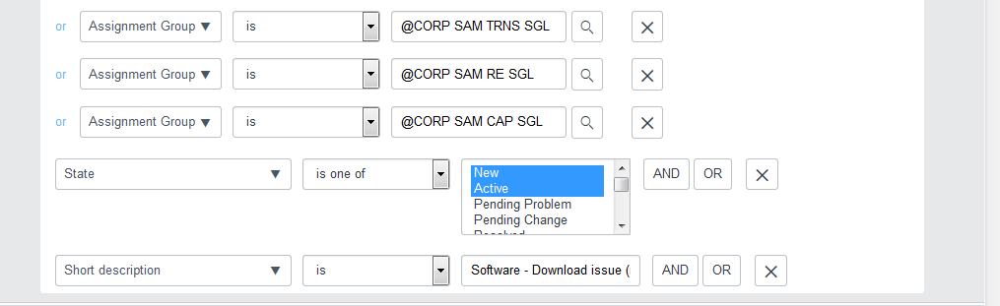 or Assignment Group is @CORP SAM TRNS SGL
or Assignment Group is @CORP SAM RE SGL
or Assignment Group is @CORP SAM CAP SGL
State is one of New AND OR
Active
Pending Problem
Pending Change
Short description is Software - Download issue ( AND OR